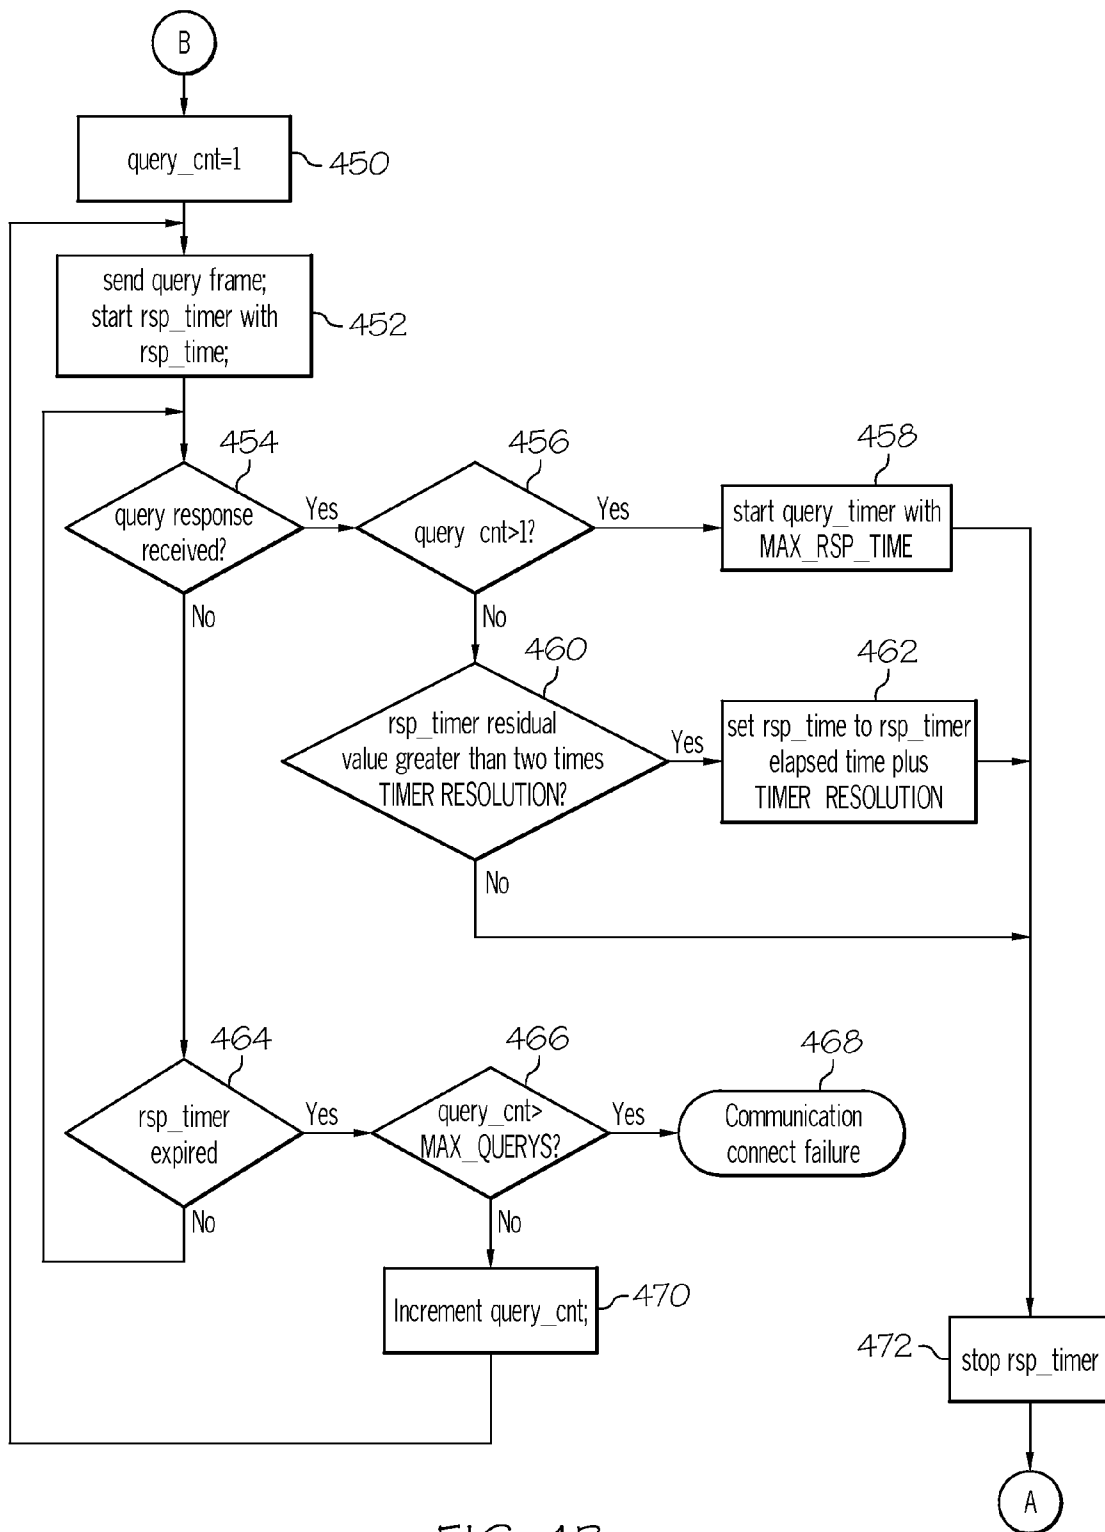 B
query_cnt=1
450
send query frame;
start rsp_timer with
rsp_time;
452
454
query response
received?
Yes
No
456
query cnt>1?
Yes
No
458
start query_timer with
MAX_RSP_TIME
460
rsp_timer residual
value greater than two times
TIMER RESOLUTION?
Yes
No
462
set rsp_time to rsp_timer
elapsed time plus
TIMER RESOLUTION
464
rsp_timer
expired
Yes
No
466
query_cnt>
MAX_QUERYS?
Yes
No
468
Communication
connect failure
Increment query_cnt;
470
472
stop rsp_timer
A